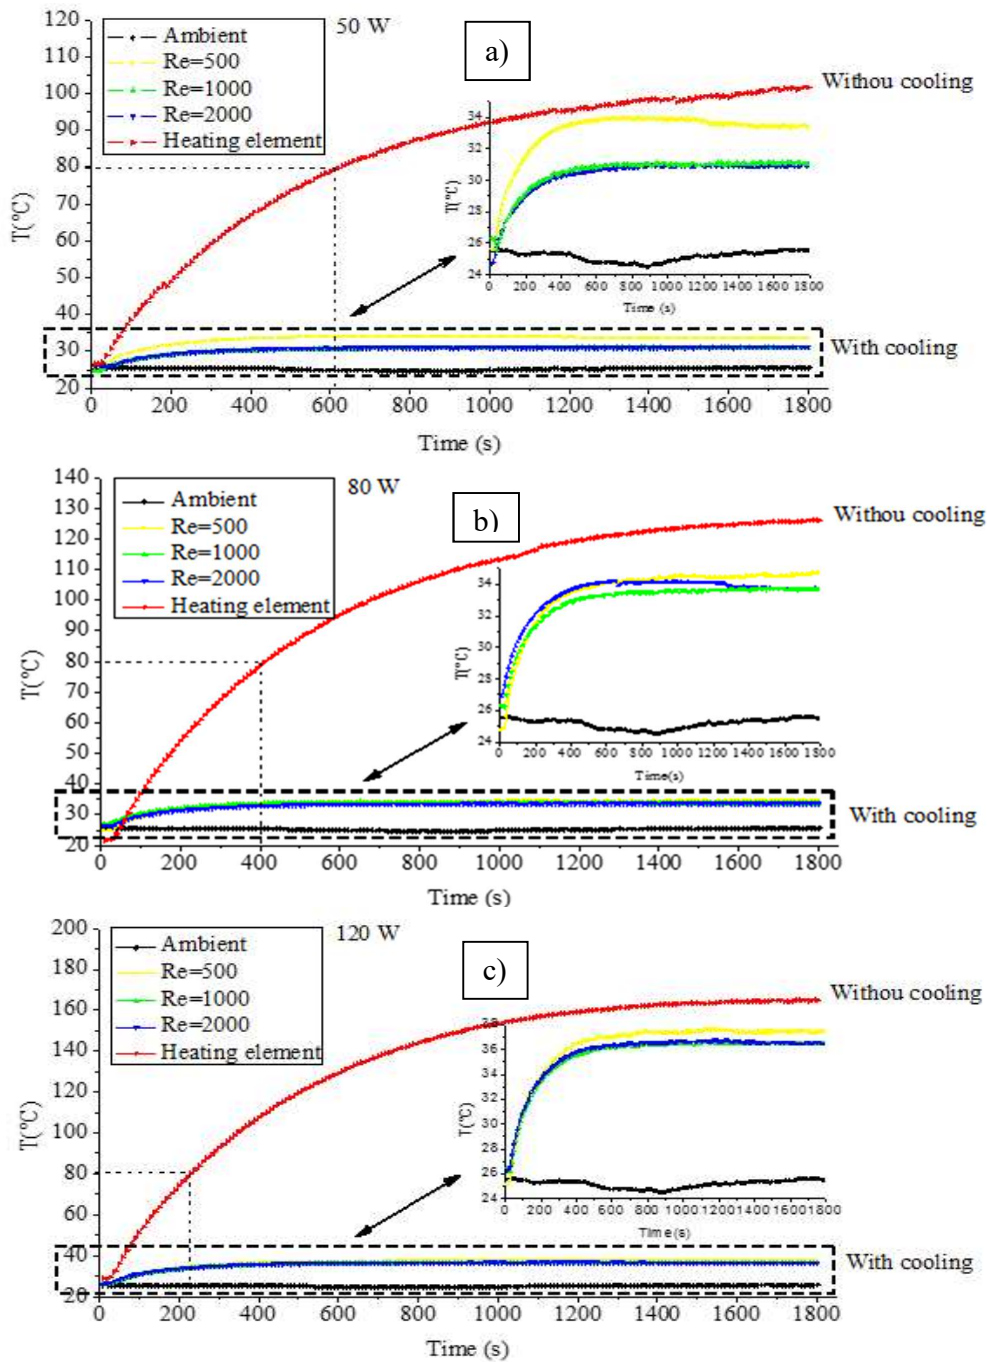 50 W
a)
Ambient
Re=500
Re=1000
Re=2000
Heating element
Withou cooling
With cooling
T(°C)
120
110
100
90
80
70
60
50
40
30
20
0 200 400 600 800 1000 1200 1400 1600 1800
Time (s)
T(°C)
34
32
30
28
26
24
0 200 400 600 800 1000 1200 1400 1600 1800
Time (s)
80 W
b)
Ambient
Re=500
Re=1000
Re=2000
Heating element
Withou cooling
With cooling
T(°C)
140
130
120
110
100
90
80
70
60
50
40
30
20
0 200 400 600 800 1000 1200 1400 1600 1800
Time (s)
T(°C)
34
32
30
28
26
24
0 200 400 600 800 1000 1200 1400 1600 1800
Time(s)
120 W
c)
Ambient
Re=500
Re=1000
Re=2000
Heating element
Withou cooling
With cooling
T(°C)
200
180
160
140
120
100
80
60
40
20
0 200 400 600 800 1000 1200 1400 1600 1800
Time (s)
T(°C)
38
36
34
32
30
28
26
24
0 200 400 600 800 1000 1200 1400 1600 1800
Time(s)